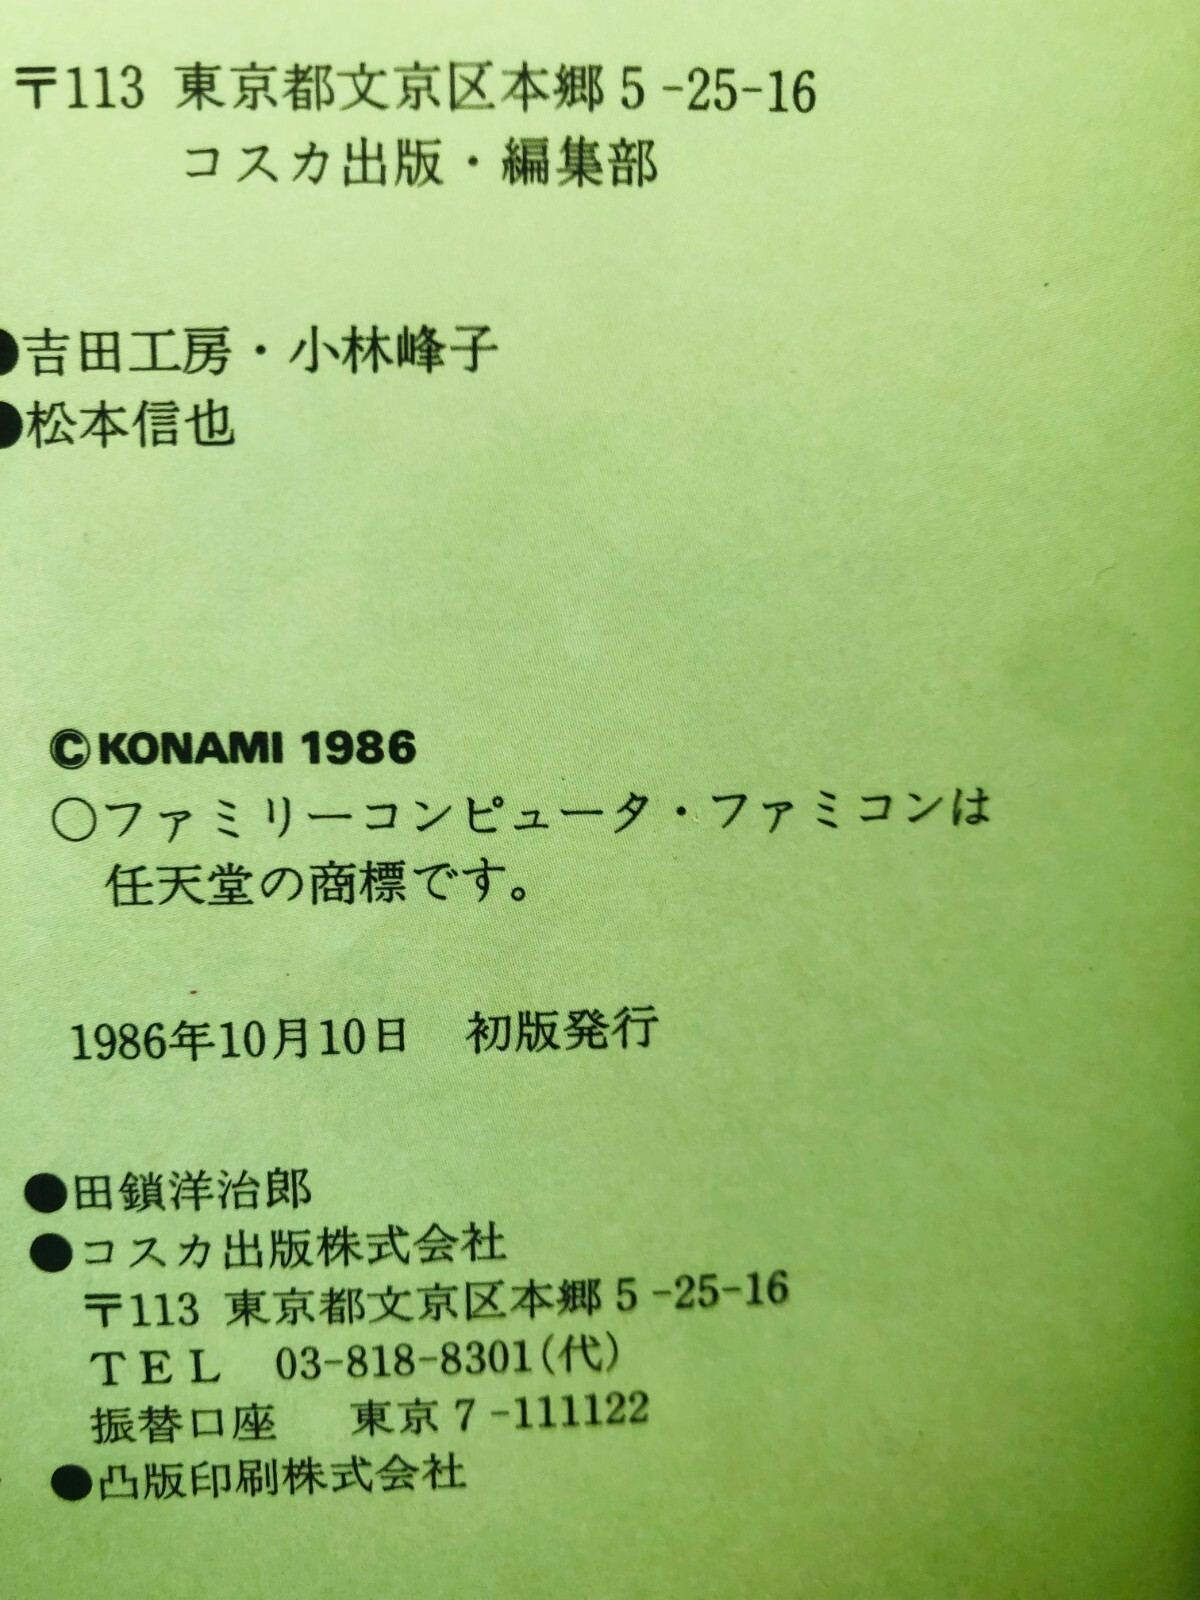 〒113 東京都文京区本郷5-25-16
コスカ出版・編集部
●吉田工房・小林峰子
●松本信也
©KONAMI 1986
○ファミリーコンピュータ・ファミコンは
任天堂の商標です。
1986年10月10日 初版発行
●田鎖洋治郎
●コスカ出版株式会社
〒113 東京都文京区本郷5-25-16
TEL 03-818-8301(代)
振替口座 東京7-111122
●凸版印刷株式会社